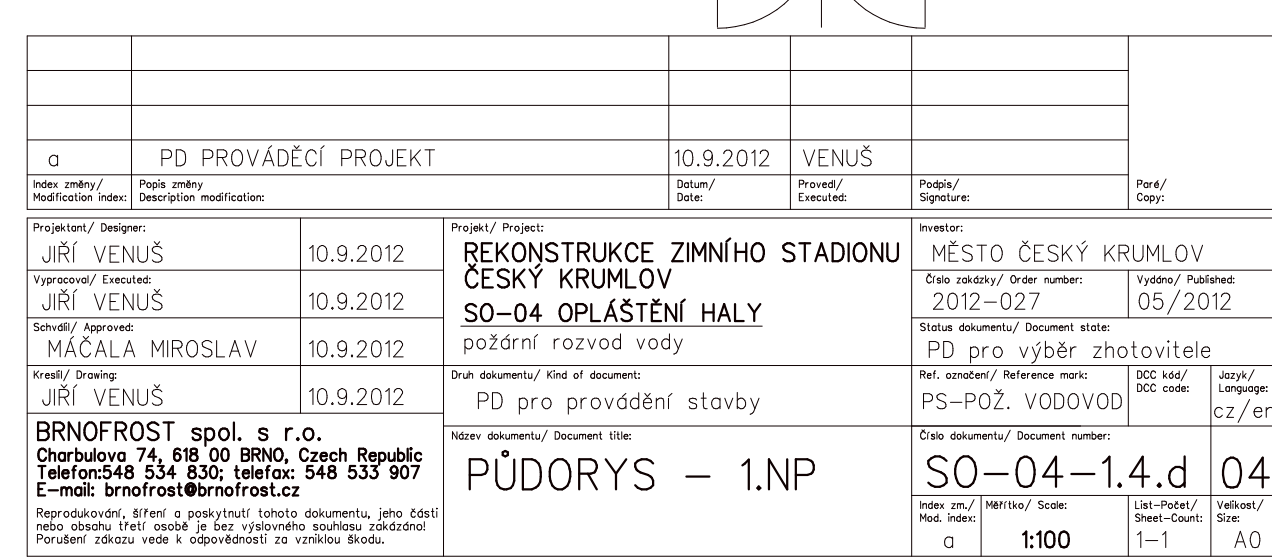 a PD PROVÁDĚCÍ PROJEKT 10.9.2012 VENUŠ
Index změny/ Popis změny Datum/ Provedl/ Podpis/ Paré/
Modification index: Description modification: Date: Executed: Signature: Copy:
Projektant/ Designer:
JIŘÍ VENUŠ 10.9.2012
Vypracoval/ Executed:
JIŘÍ VENUŠ 10.9.2012
Schválil/ Approved:
MÁČALA MIROSLAV 10.9.2012
Kreslil/ Drawing:
JIŘÍ VENUŠ 10.9.2012
BRNOFROST spol. s r.o.
Charbulova 74, 618 00 BRNO, Czech Republic
Telefon:548 534 830; telefax: 548 533 907
E-mail: brnofrost@brnofrost.cz
Reprodukování, šíření a poskytnutí tohoto dokumentu, jeho části
nebo obsahu třetí osobě je bez výslovného souhlasu zakázáno!
Porušení zákazu vede k odpovědnosti za vzniklou škodu.
Projekt/ Project:
REKONSTRUKCE ZIMNÍHO STADIONU
ČESKÝ KRUMLOV
SO-04 OPLÁŠTĚNÍ HALY
požární rozvod vody
Druh dokumentu/ Kind of document:
PD pro provádění stavby
Název dokumentu/ Document title:
PŮDORYS - 1.NP
Investor:
MĚSTO ČESKÝ KRUMLOV
Číslo zakázky/ Order number: Vydáno/ Published:
2012-027 05/2012
Status dokumentu/ Document state:
PD pro výběr zhotovitele
Ref. označení/ Reference mark: DCC kód/ Jazyk/
DCC code: Language:
PS-POŽ. VODOVOD cz/en
Číslo dokumentu/ Document number:
SO-04-1.4.d 04
Index zm./ Měřítko/ Scale: List-Počet/ Velikost/
Mod. index: Sheet-Count: Size:
a 1:100 1-1 A0